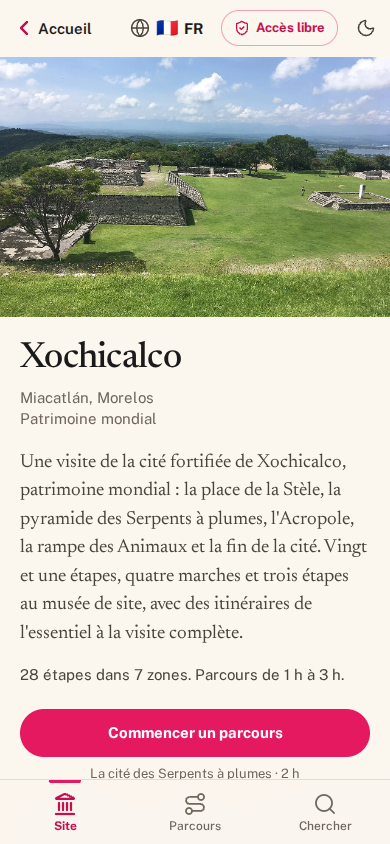 Accueil
FR
Accès libre
Xochicalco
Miacatlán, Morelos
Patrimoine mondial
Une visite de la cité fortifiée de Xochicalco,
patrimoine mondial : la place de la Stèle, la
pyramide des Serpents à plumes, l'Acropole,
la rampe des Animaux et la fin de la cité. Vingt
et une étapes, quatre marches et trois étapes
au musée de site, avec des itinéraires de
l'essentiel à la visite complète.
28 étapes dans 7 zones. Parcours de 1 h à 3 h.
Commencer un parcours
La cité des Serpents à plumes · 2 h
Site
Parcours
Chercher